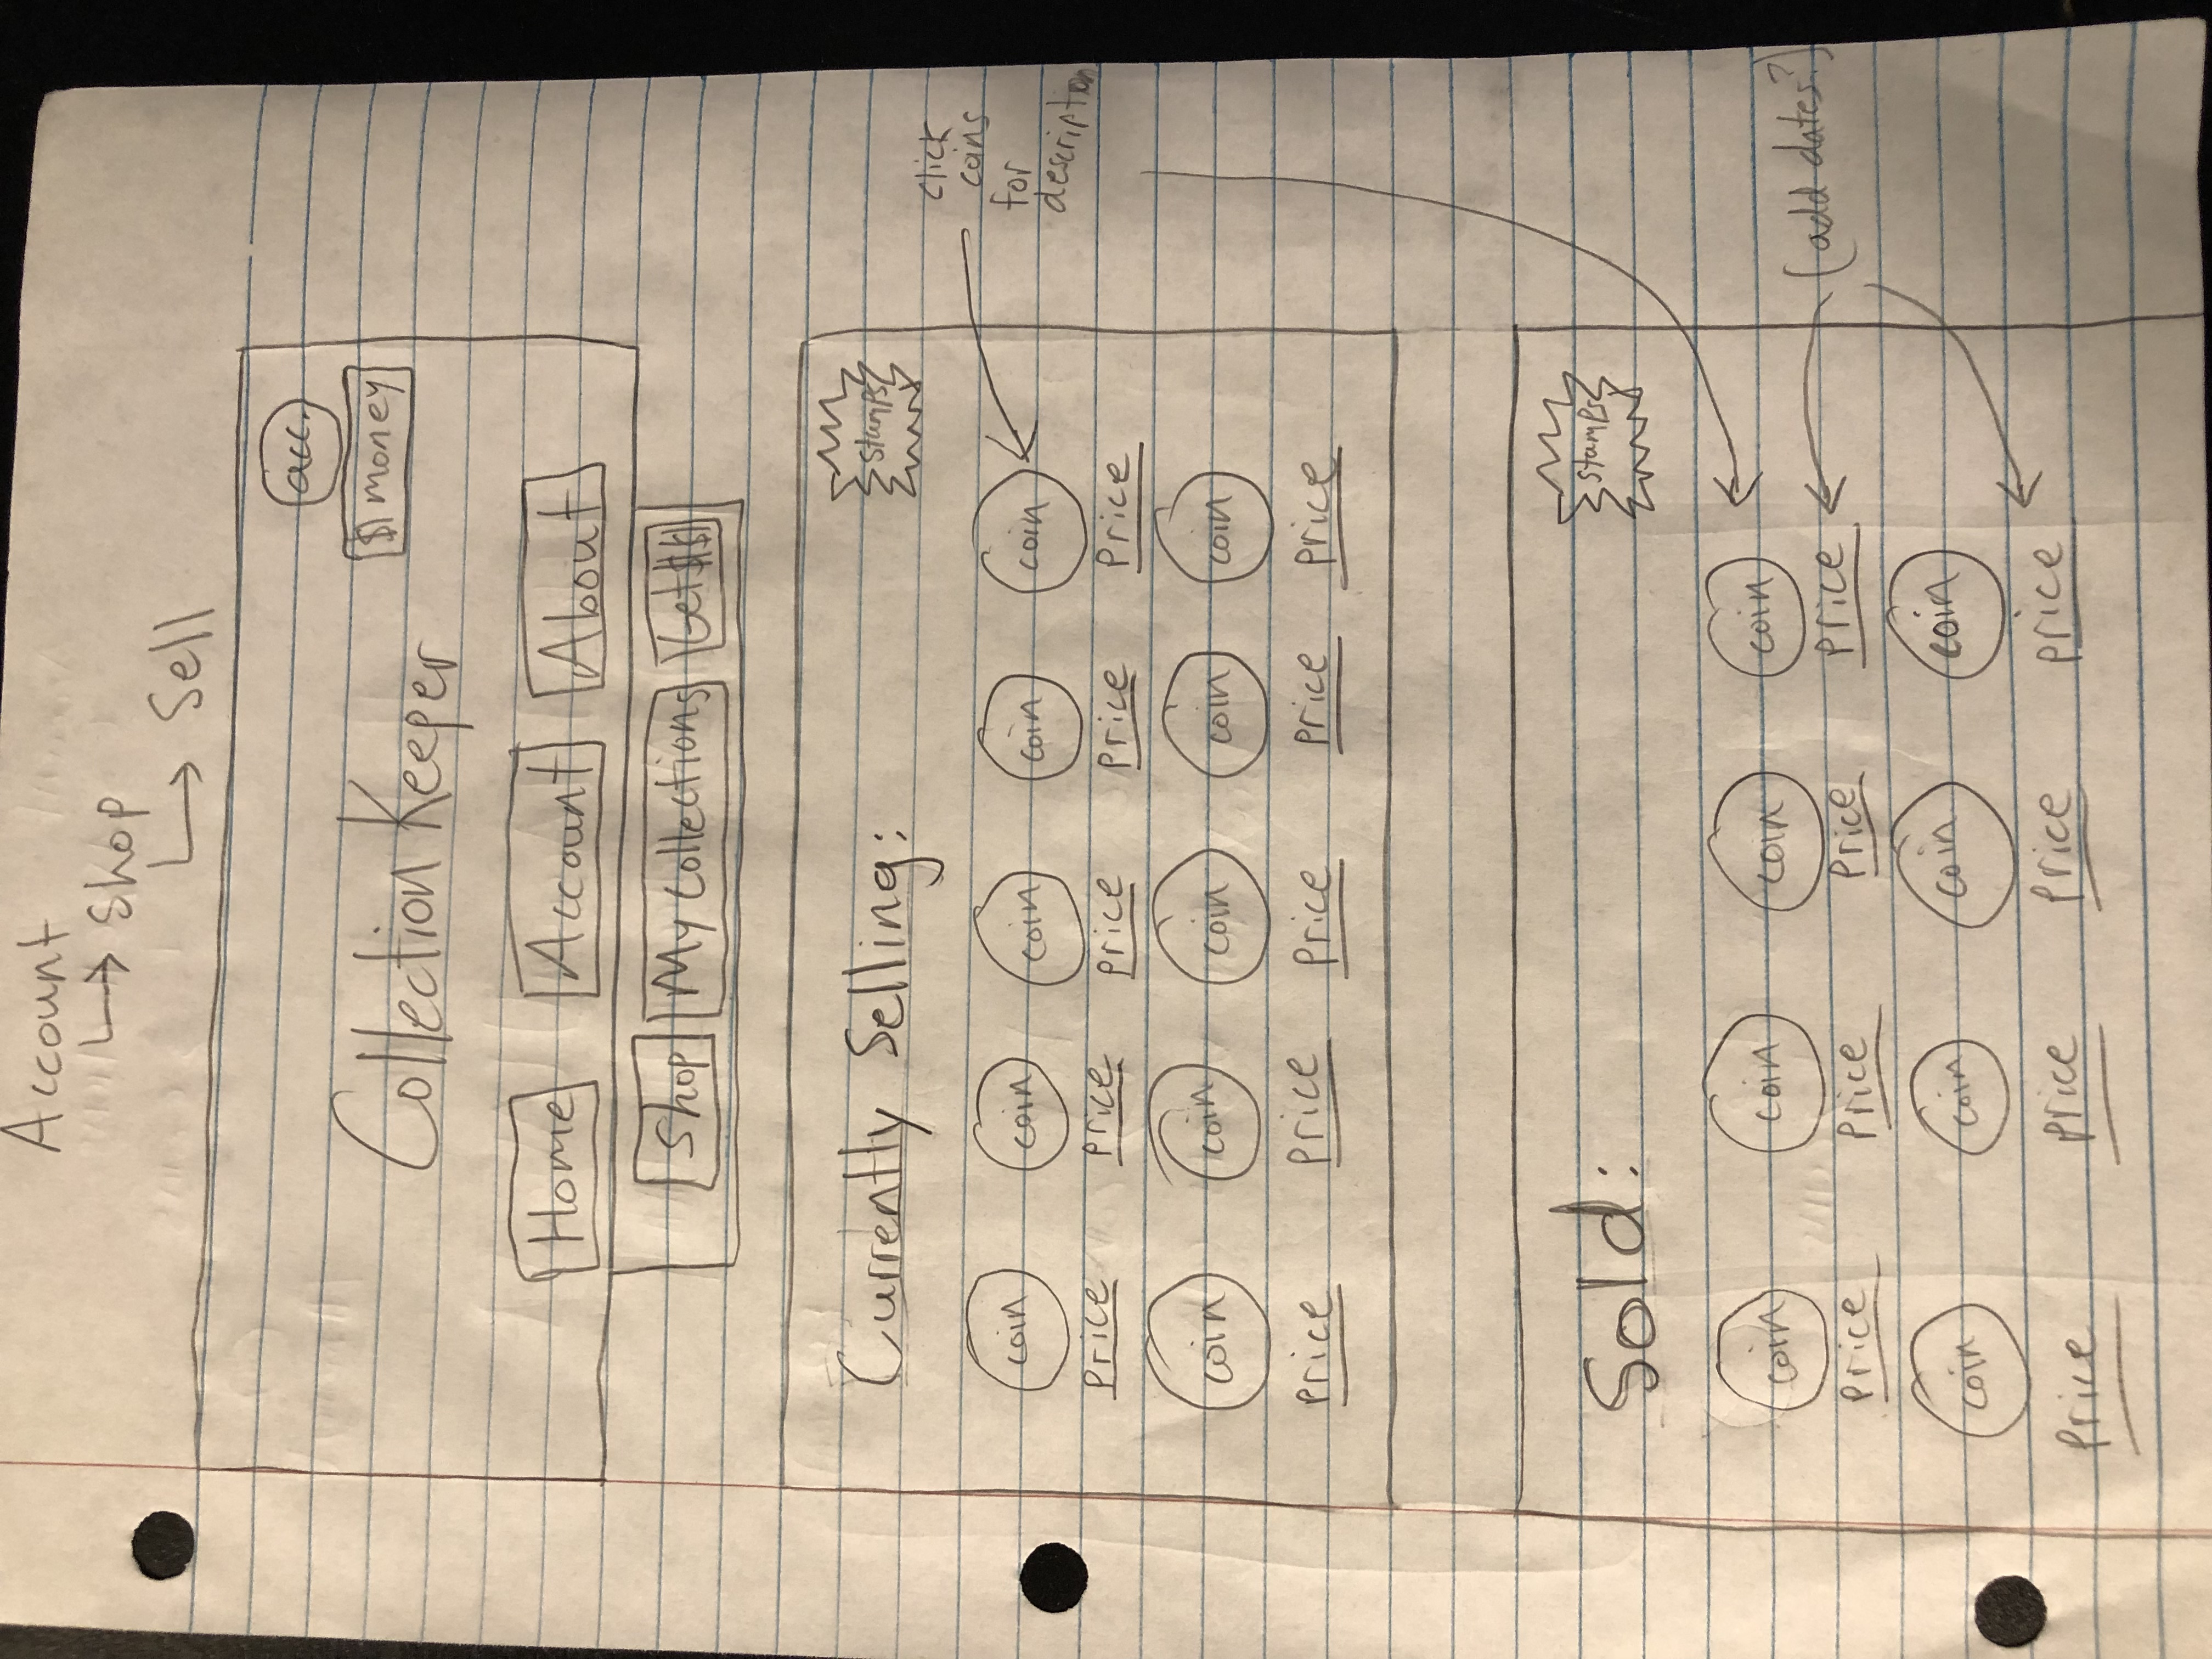 Account
↳ Shop
↳ Sell
acc.
$ money
Collection Keeper
Home Account About
Shop My Collections Get $$
Currently Selling:
stamps
click
coins
for
description
coin coin coin coin coin
price price price price price
coin coin coin coin coin
price price price price price
Sold:
stamps
coin coin coin coin
price price price price
(add dates?)
coin coin coin coin
price price price price